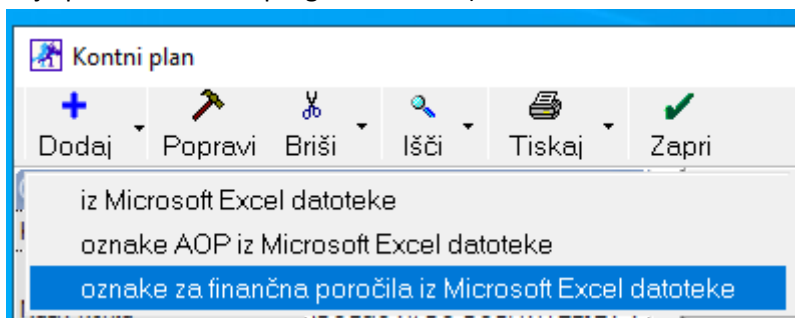 Kontni plan
Dodaj Popravi Briši Išči Tiskaj Zapri
iz Microsoft Excel datoteke
oznake AOP iz Microsoft Excel datoteke
oznake za finančna poročila iz Microsoft Excel datoteke